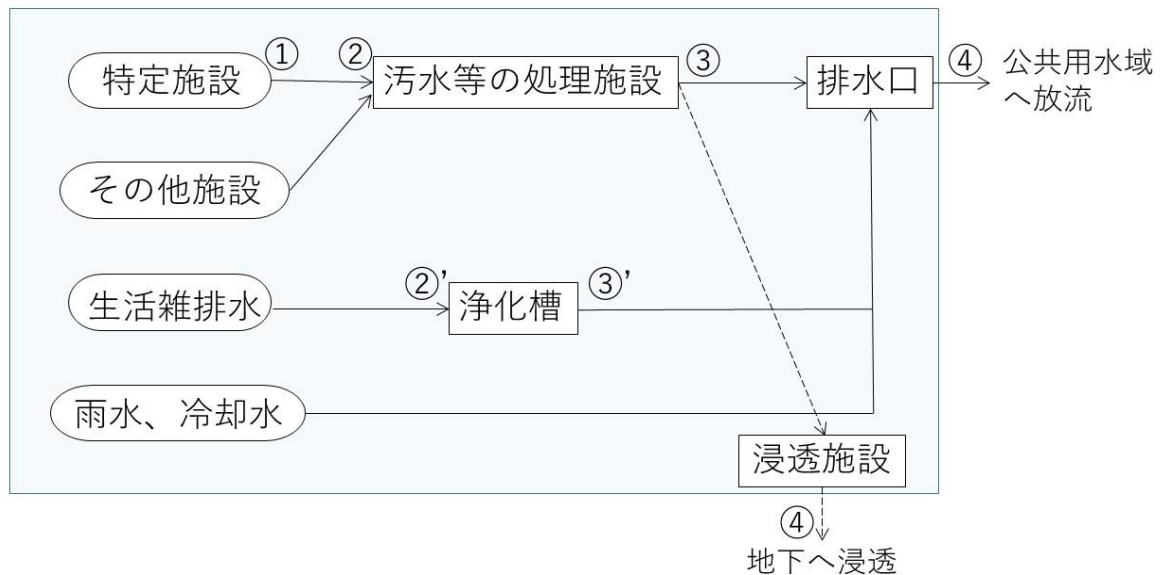 特定施設
①
②
汚水等の処理施設
③
排水口
④
公共用水域
へ放流
その他施設
生活雑排水
②’
浄化槽
③’
雨水、冷却水
浸透施設
④
地下へ浸透